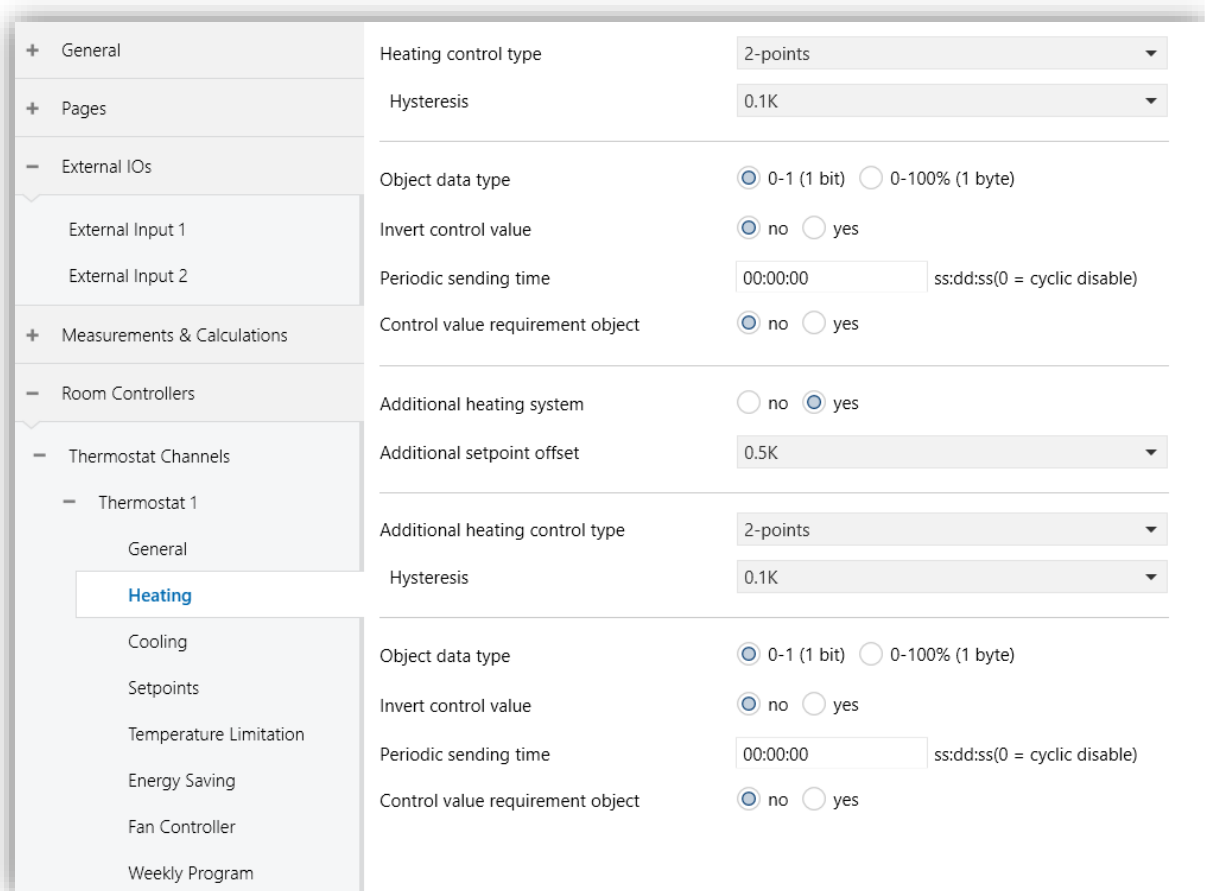 General
Pages
External IOs
External Input 1
External Input 2
Measurements & Calculations
Room Controllers
Thermostat Channels
Thermostat 1
General
Heating
Cooling
Setpoints
Temperature Limitation
Energy Saving
Fan Controller
Weekly Program
Heating control type 2-points
Hysteresis 0.1K
Object data type 0-1 (1 bit) 0-100% (1 byte)
Invert control value no yes
Periodic sending time 00:00:00 ss:dd:ss(0 = cyclic disable)
Control value requirement object no yes
Additional heating system no yes
Additional setpoint offset 0.5K
Additional heating control type 2-points
Hysteresis 0.1K
Object data type 0-1 (1 bit) 0-100% (1 byte)
Invert control value no yes
Periodic sending time 00:00:00 ss:dd:ss(0 = cyclic disable)
Control value requirement object no yes